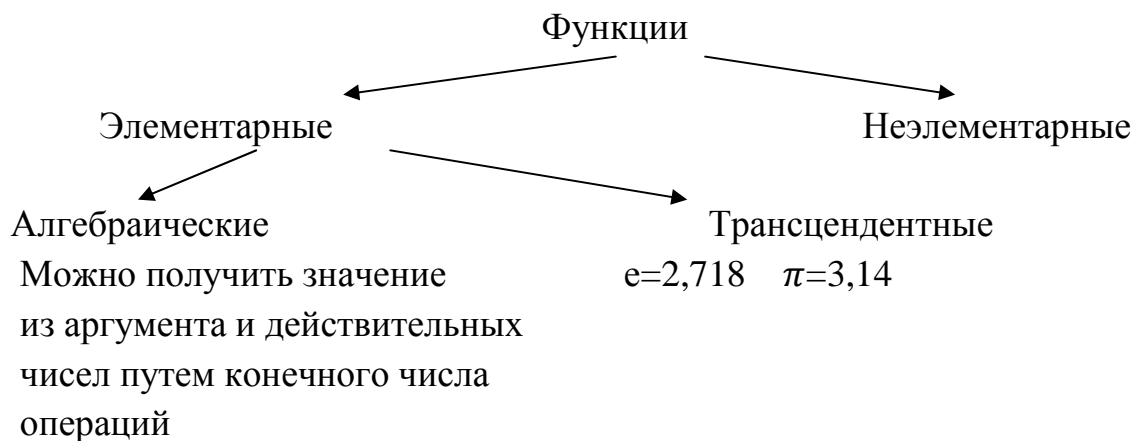 Функции
Элементарные Неэлементарные
Алгебраические Трансцендентные
Можно получить значение е=2,718 π=3,14
из аргумента и действительных
чисел путем конечного числа
операций